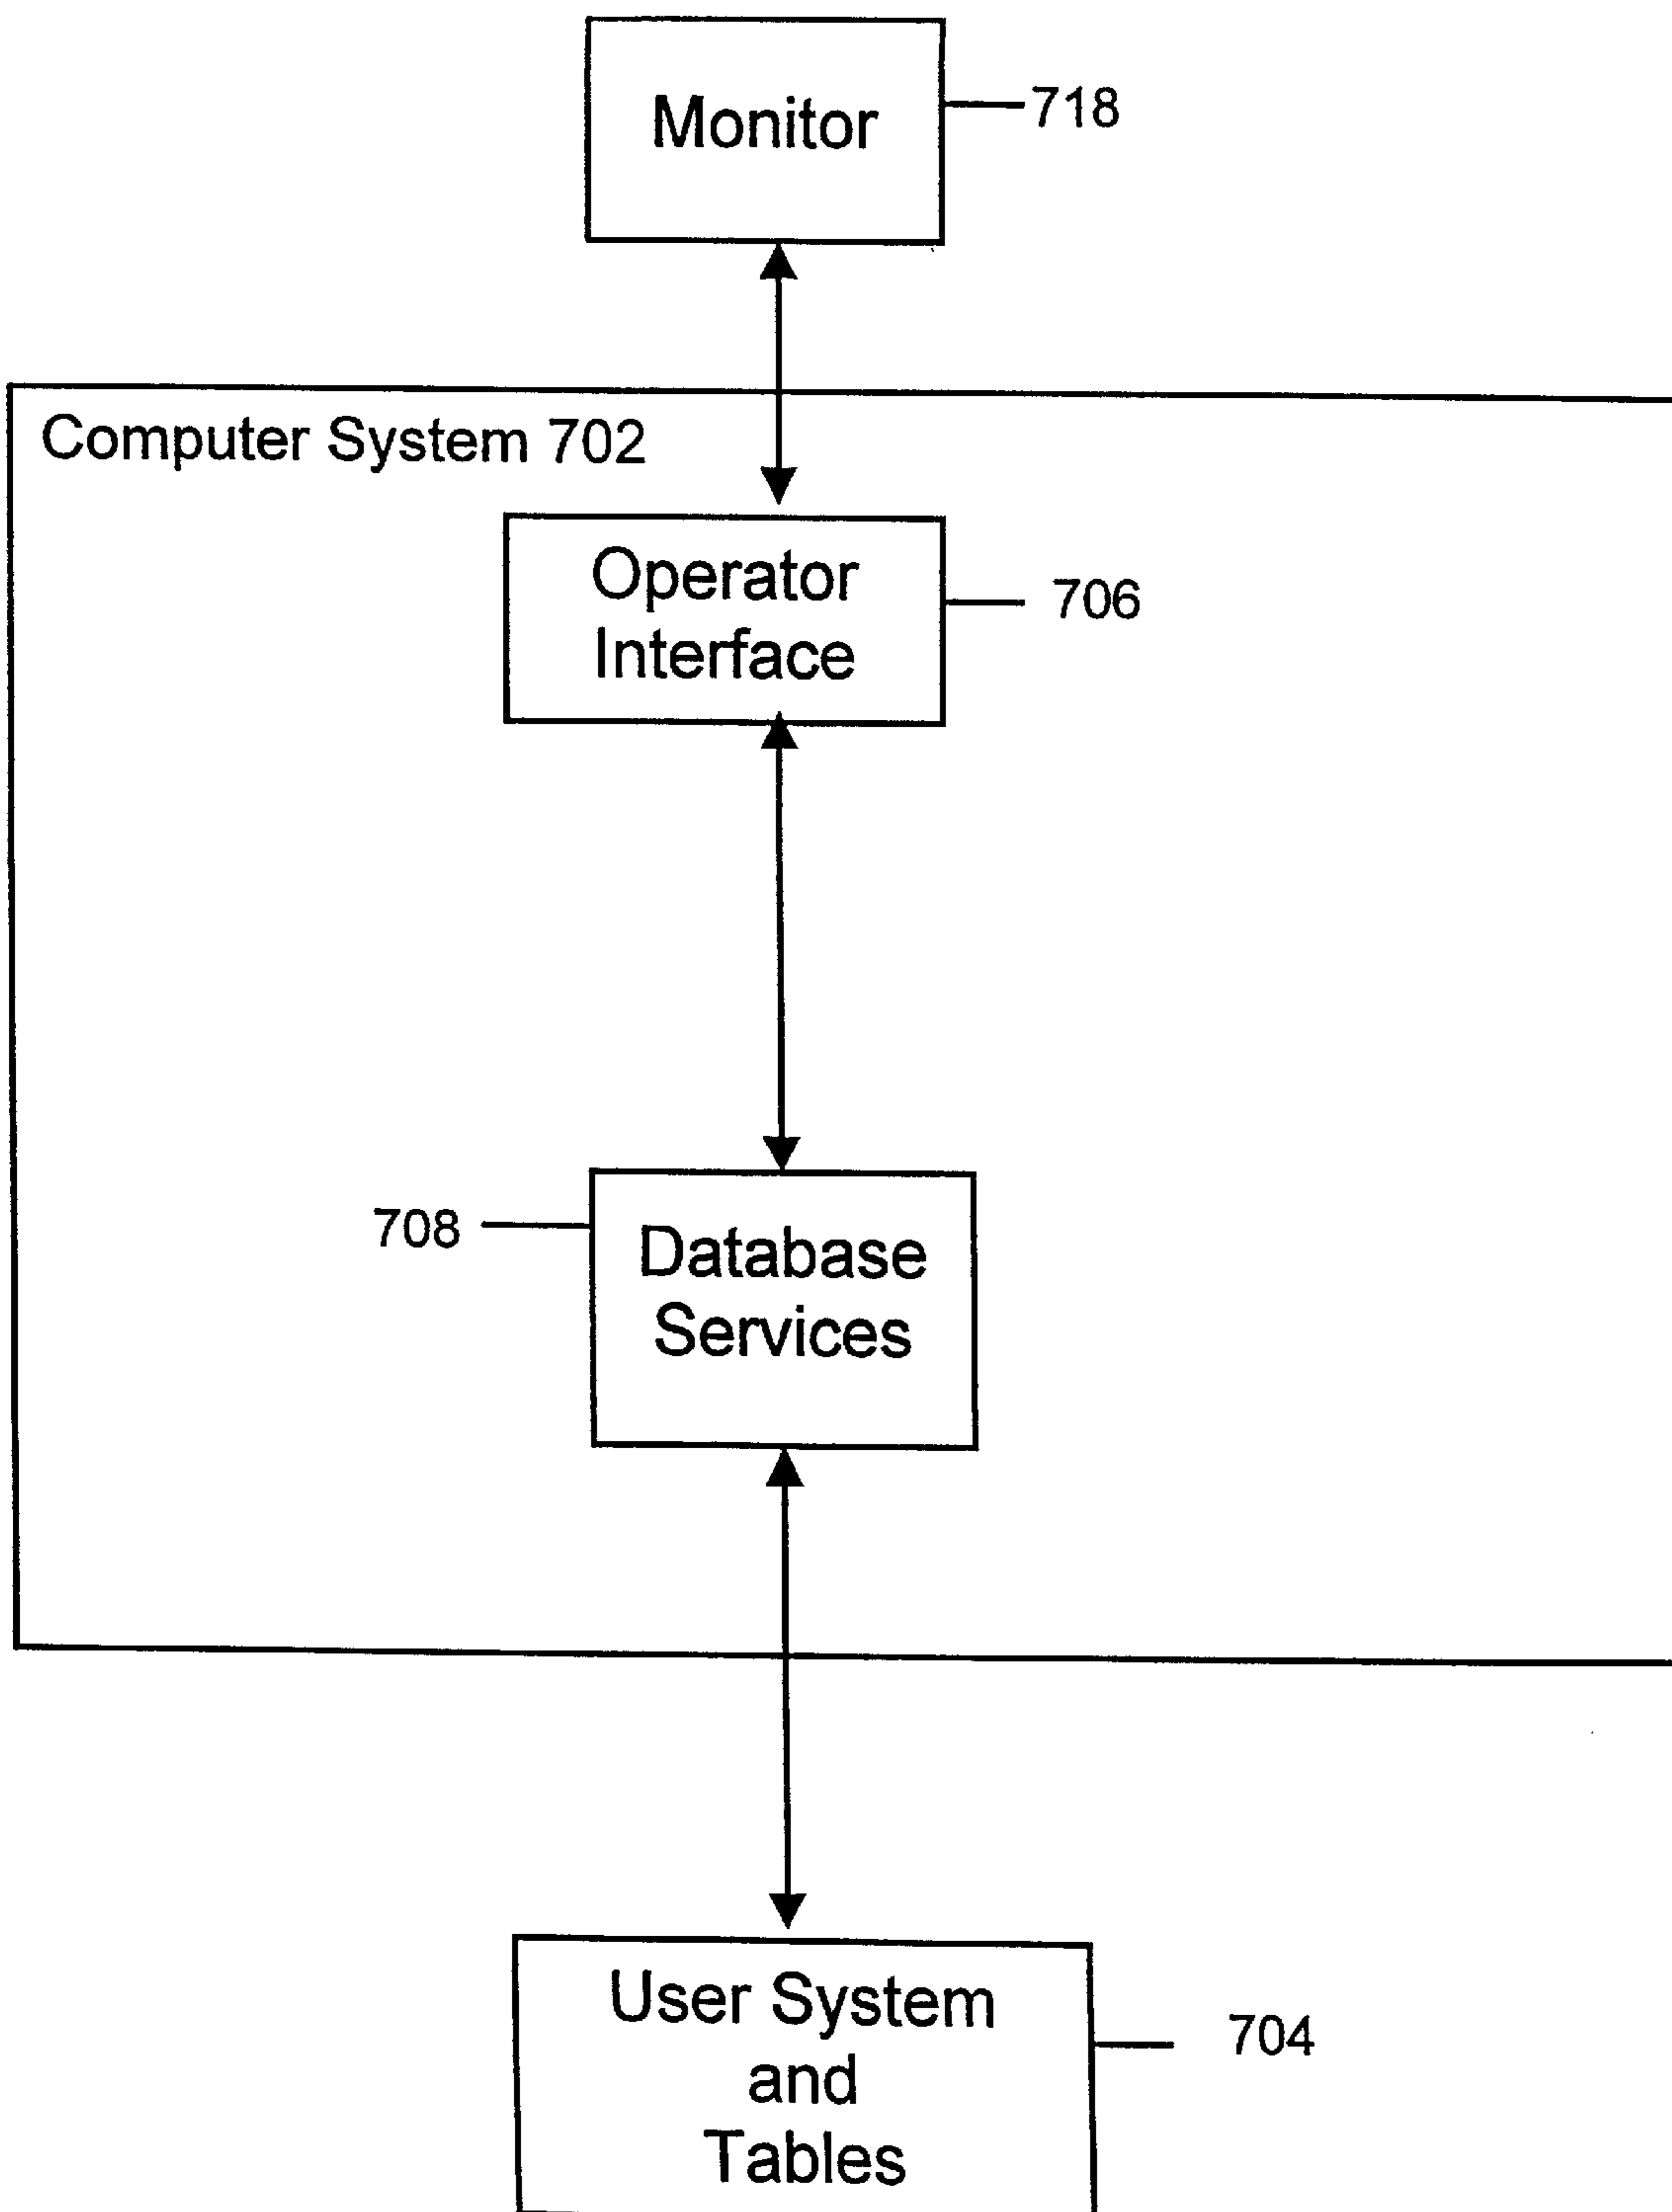 Monitor
718
Computer System 702
Operator
Interface
706
708
Database
Services
User System
and
Tables
704